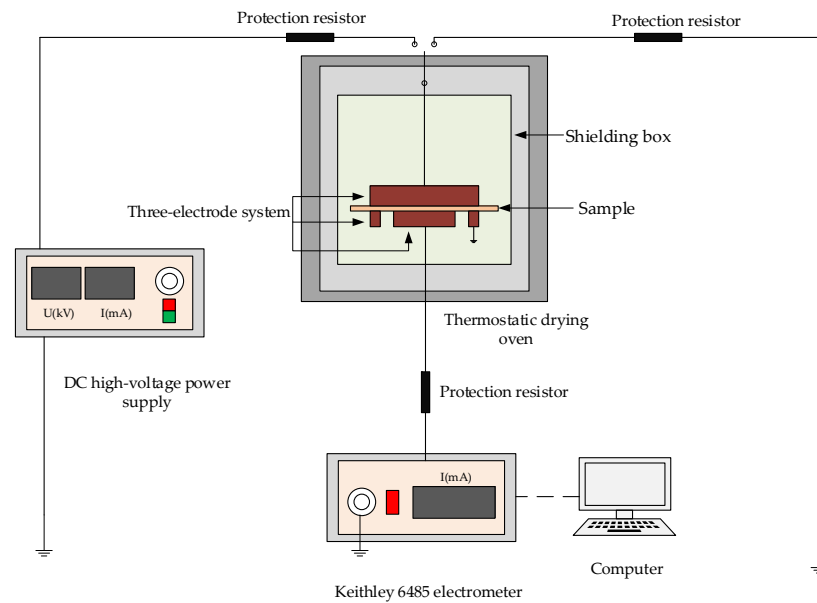 Protection resistor
Protection resistor
Shielding box
Three-electrode system
Sample
U(kV)
I(mA)
Thermostatic drying
oven
DC high-voltage power
supply
Protection resistor
I(mA)
Computer
Keithley 6485 electrometer